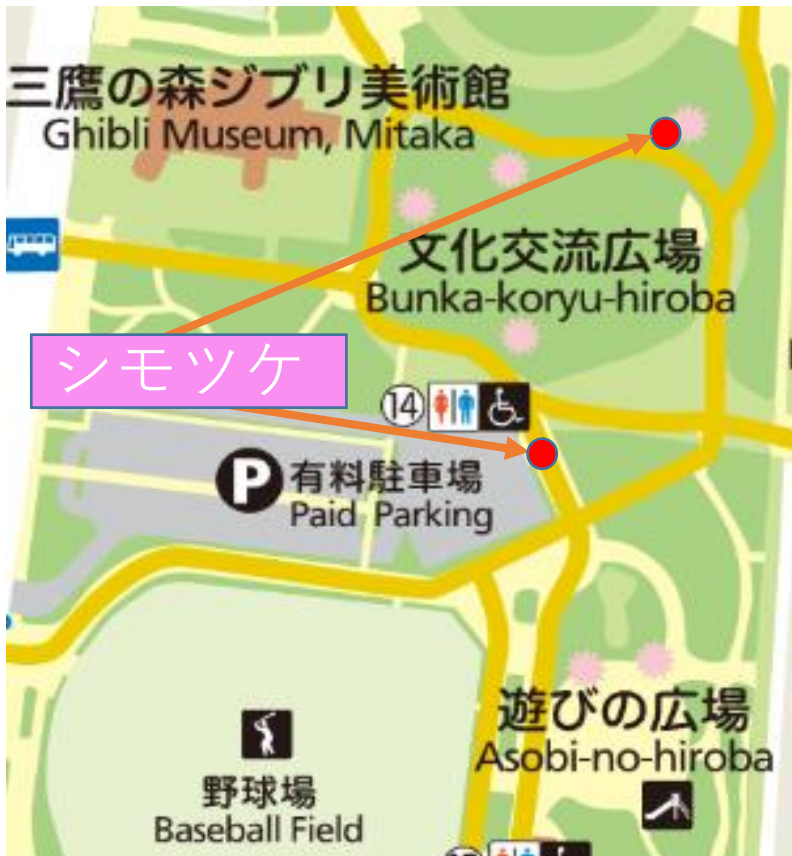 三鷹の森ジブリ美術館
Ghibli Museum, Mitaka
文化交流広場
Bunka-koryu-hiroba
シモツケ
14
P
有料駐車場
Paid Parking
遊びの広場
Asobi-no-hiroba
野球場
Baseball Field